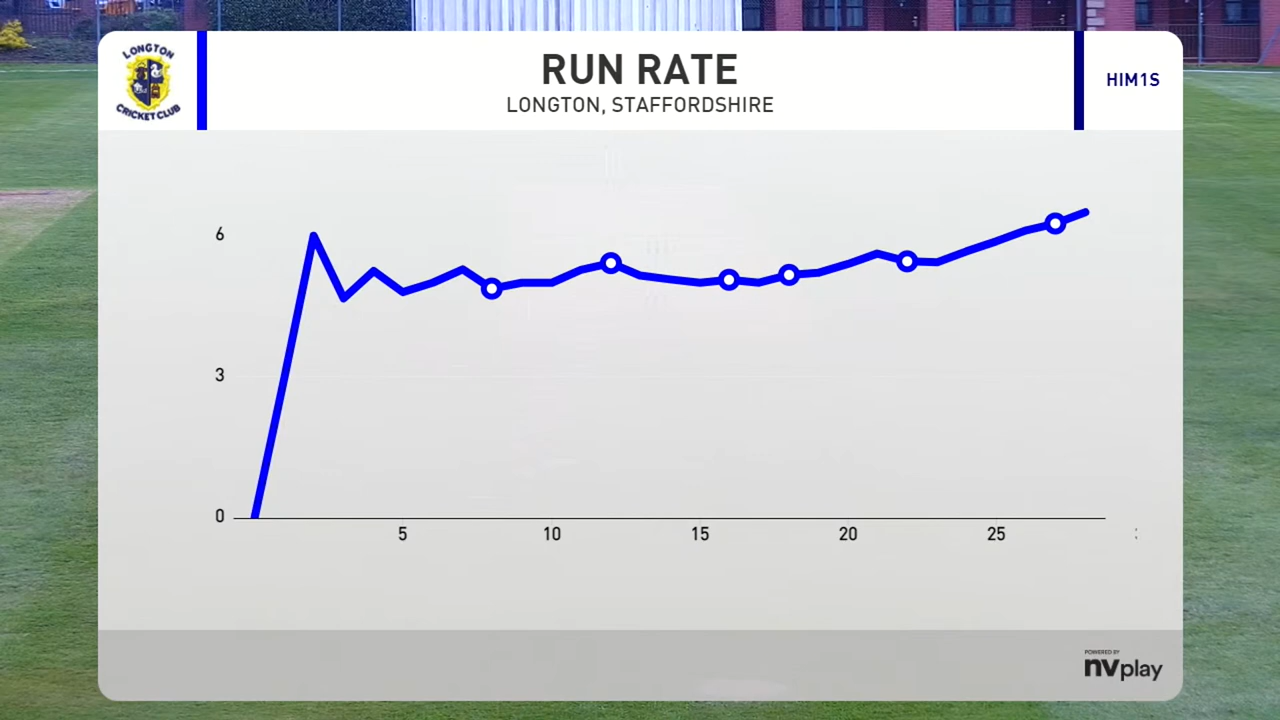 LONGTON
CRICKET CLUB
RUN RATE
LONGTON, STAFFORDSHIRE
HIM1S
6
3
0
5
10
15
20
25
POWERED BY
nvplay